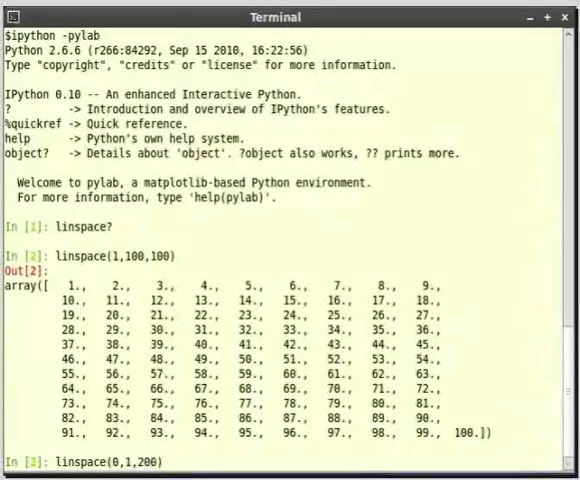 Terminal
$ipython -pylab
Python 2.6.6 (r266:84292, Sep 15 2010, 16:22:56)
Type "copyright", "credits" or "license" for more information.
IPython 0.10 -- An enhanced Interactive Python.
? -> Introduction and overview of IPython's features.
%quickref -> Quick reference.
help -> Python's own help system.
object? -> Details about 'object'. ?object also works, ?? prints more.
Welcome to pylab, a matplotlib-based Python environment.
For more information, type 'help(pylab)'.
In [1]: linspace?
In [2]: linspace(1,100,100)
Out[2]:
array([ 1., 2., 3., 4., 5., 6., 7., 8., 9.,
10., 11., 12., 13., 14., 15., 16., 17., 18.,
19., 20., 21., 22., 23., 24., 25., 26., 27.,
28., 29., 30., 31., 32., 33., 34., 35., 36.,
37., 38., 39., 40., 41., 42., 43., 44., 45.,
46., 47., 48., 49., 50., 51., 52., 53., 54.,
55., 56., 57., 58., 59., 60., 61., 62., 63.,
64., 65., 66., 67., 68., 69., 70., 71., 72.,
73., 74., 75., 76., 77., 78., 79., 80., 81.,
82., 83., 84., 85., 86., 87., 88., 89., 90.,
91., 92., 93., 94., 95., 96., 97., 98., 99., 100.])
In [3]: linspace(0,1,200)